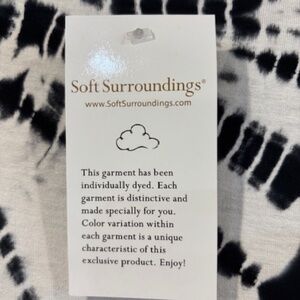 Soft Surroundings®
www.SoftSurroundings.com
This garment has been
individually dyed. Each
garment is distinctive and
made specially for you.
Color variation within
each garment is a unique
characteristic of this
exclusive product. Enjoy!